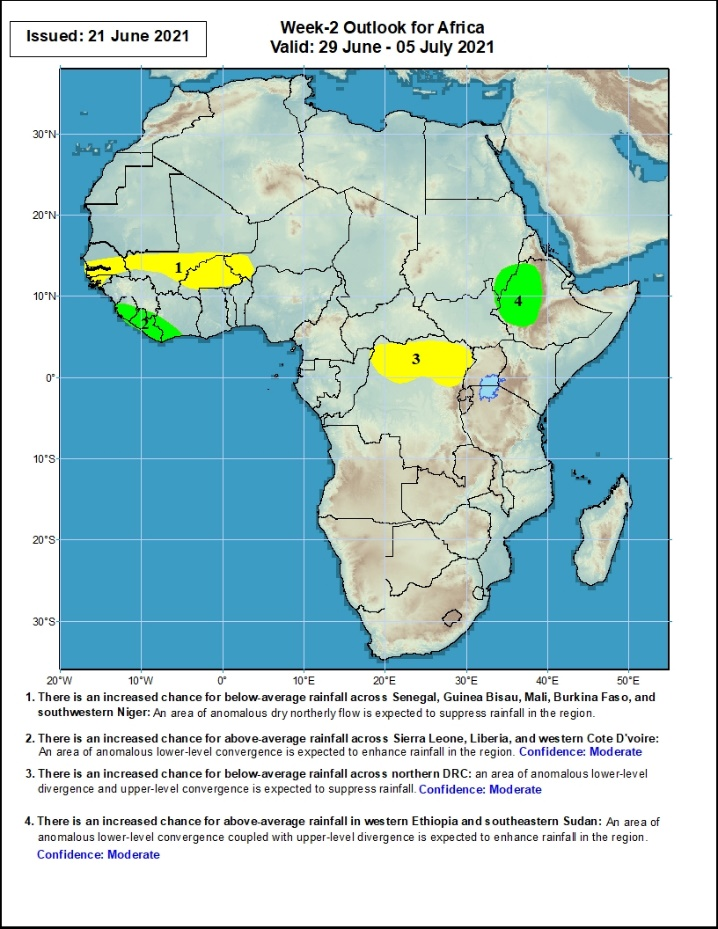 Issued: 21 June 2021
Week-2 Outlook for Africa
Valid: 29 June - 05 July 2021
30°N
20°N
10°N
0°
10°S
20°S
30°S
1
2
3
4
20°W 10°W 0° 10°E 20°E 30°E 40°E 50°E
1. There is an increased chance for below-average rainfall across Senegal, Guinea Bisau, Mali, Burkina Faso, and
southwestern Niger: An area of anomalous dry northerly flow is expected to suppress rainfall in the region.
2. There is an increased chance for above-average rainfall across Sierra Leone, Liberia, and western Cote D'voire:
An area of anomalous lower-level convergence is expected to enhance rainfall in the region. Confidence: Moderate
3. There is an increased chance for below-average rainfall across northern DRC: an area of anomalous lower-level
divergence and upper-level convergence is expected to suppress rainfall. Confidence: Moderate
4. There is an increased chance for above-average rainfall in western Ethiopia and southeastern Sudan: An area of
anomalous lower-level convergence coupled with upper-level divergence is expected to enhance rainfall in the region.
Confidence: Moderate